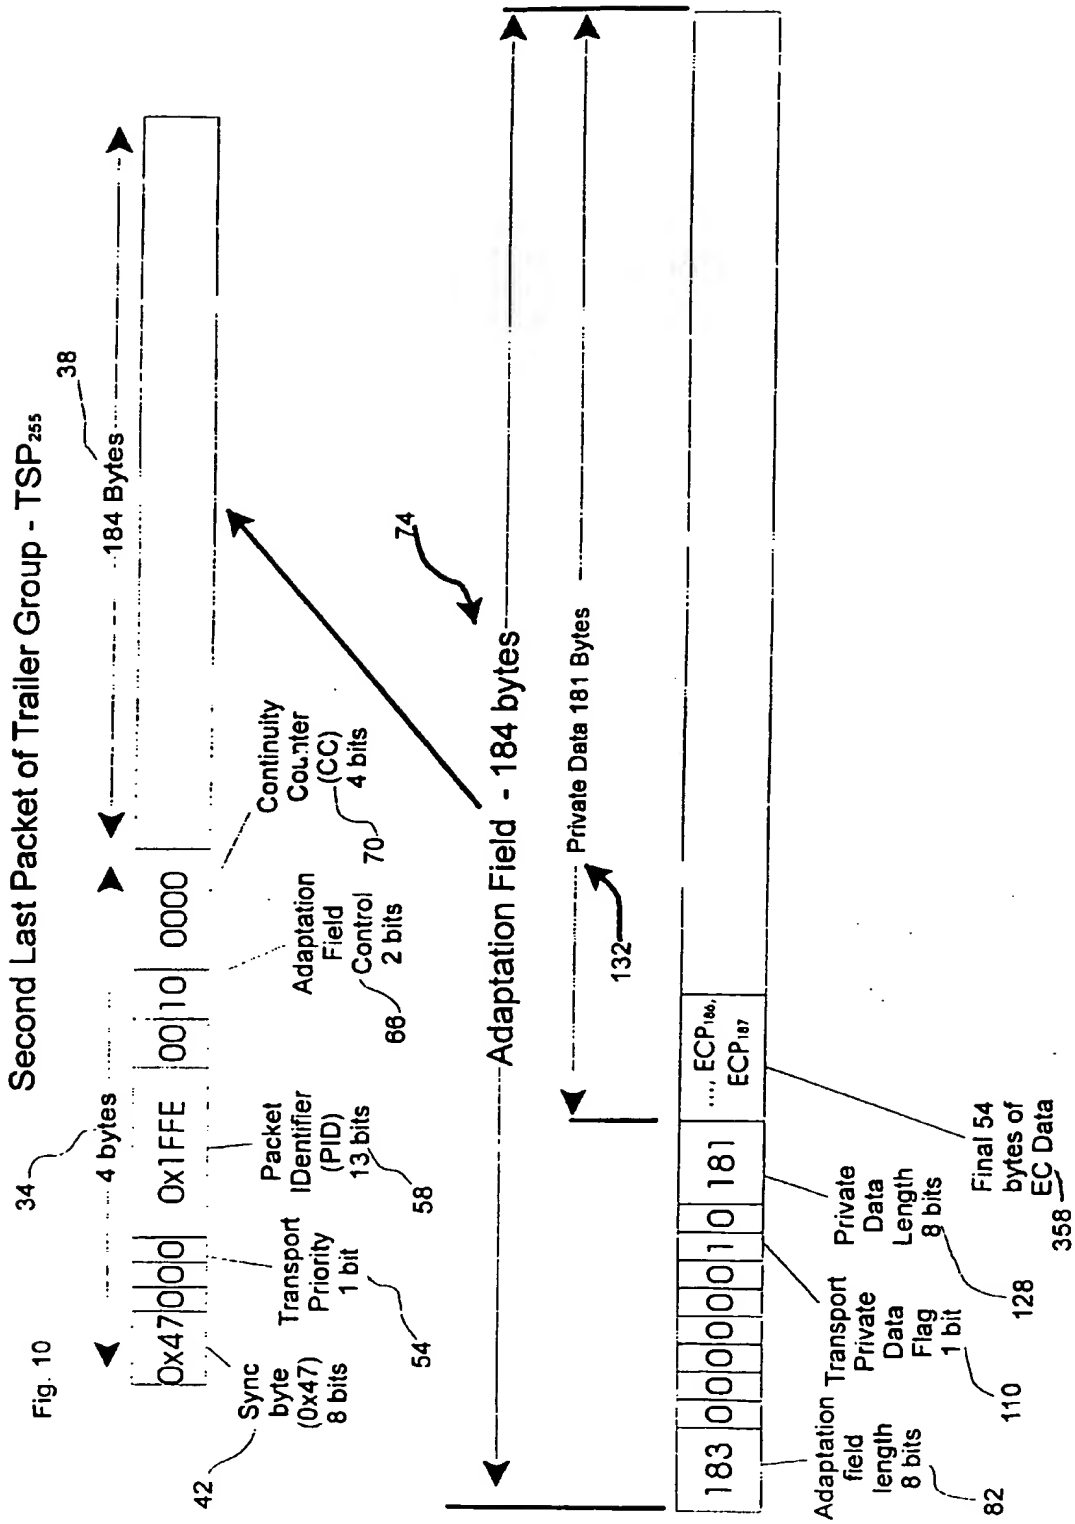 Fig. 10
Second Last Packet of Trailer Group - TSP255
34
4 bytes
38
184 Bytes
0x47 0 0 0 0x1FFE 00 10 0000
42
Sync
byte
(0x47)
8 bits
54
Transport
Priority
1 bit
58
Packet
IDentifier
(PID)
13 bits
66
Adaptation
Field
Control
2 bits
70
Continuity
Counter
(CC)
4 bits
74
Adaptation Field - 184 bytes
132
Private Data 181 Bytes
183 0 0 0 0 0 0 1 0 181 ..., ECP186,
ECP187
82
Adaptation
field
length
8 bits
110
Transport
Private
Data
Flag
1 bit
128
Private
Data
Length
8 bits
358
Final 54
bytes of
EC Data